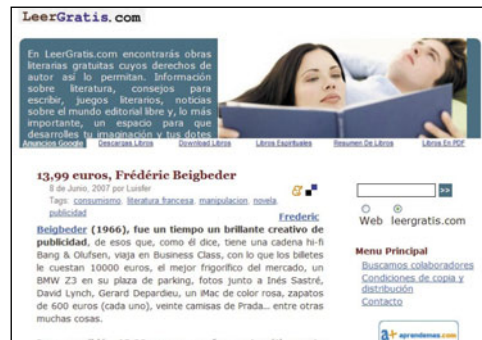 LeerGratis.com
En LeerGratis.com encontrarás obras
literarias gratuitas cuyos derechos de
autor así lo permitan. Información
sobre literatura, consejos para
escribir, juegos literarios, noticias
sobre el mundo editorial libre y, lo más
importante, un espacio para que
desarrolles tu imaginación y tus dotes
Anuncios Google Descargas Libros Download Libros Libros Espirituales Resumen De Libros Libros En PDF
13,99 euros, Frédéric Beigbeder
8 de Junio, 2007 por Luisfer
Tags: consumismo, literatura francesa, manipulacion, novela,
publicidad
Frederic
Beigbeder (1966), fue un tiempo un brillante creativo de
publicidad, de esos que, como él dice, tiene una cadena hi-fi
Bang & Olufsen, viaja en Business Class, con lo que los billetes
le cuestan 10000 euros, el mejor frigorífico del mercado, un
BMW Z3 en su plaza de parking, fotos junto a Inés Sastré,
David Lynch, Gerard Depardieu, un iMac de color rosa, zapatos
de 600 euros (cada uno), veinte camisas de Prada... entre otras
muchas cosas.
>>
Web leergratis.com
Menu Principal
Buscamos colaboradores
Condiciones de copia y
distribución
Contacto
a+ aprendemas.com